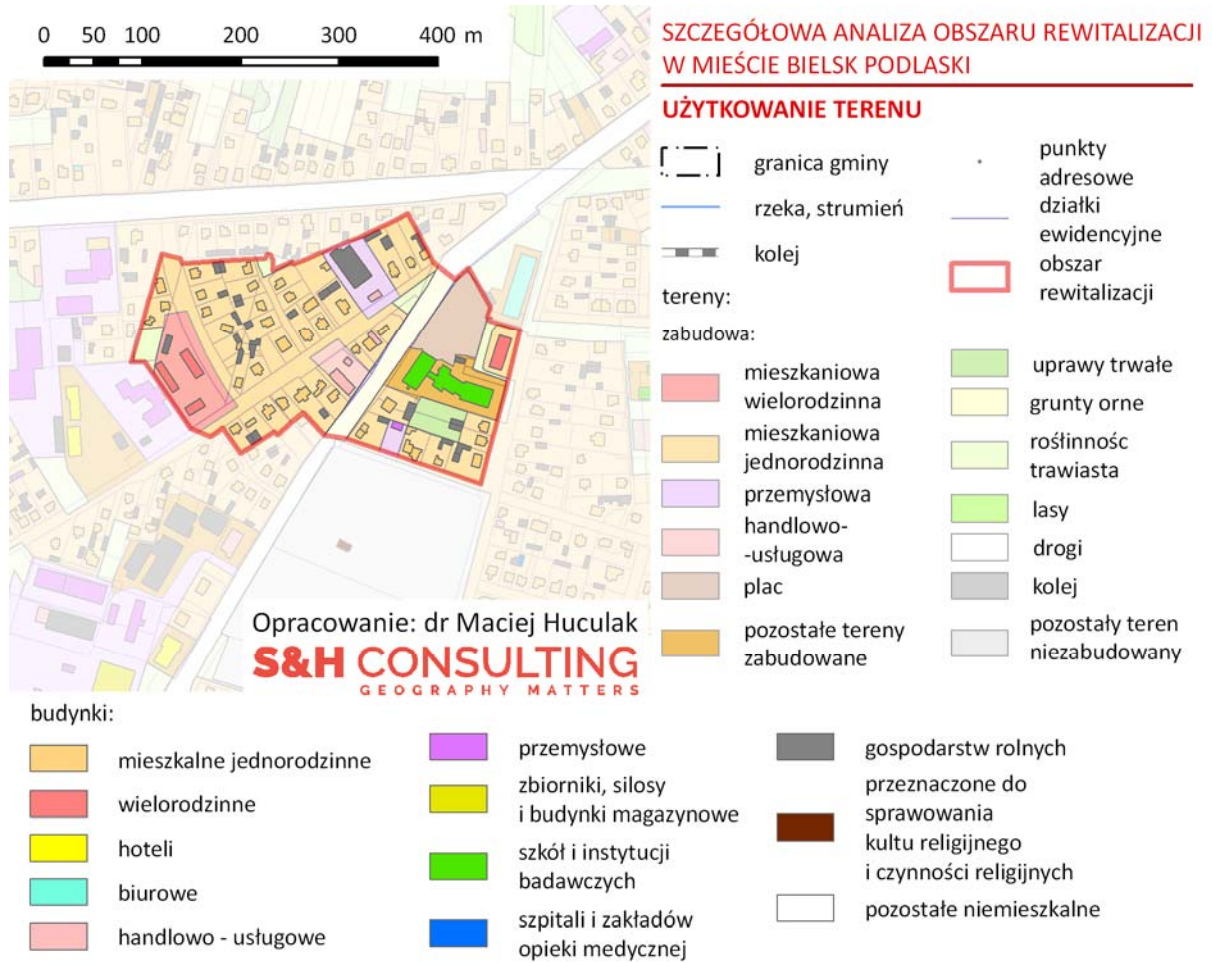 0 50 100 200 300 400 m
SZCZEGÓŁOWA ANALIZA OBSZARU REWITALIZACJI
W MIEŚCIE BIELSK PODLASKI
UŻYTKOWANIE TERENU
granica gminy
rzeka, strumień
kolej
punkty
adresowe
działki
ewidencyjne
obszar
rewitalizacji
tereny:
zabudowa:
mieszkaniowa
wielorodzinna
mieszkaniowa
jednorodzinna
przemysłowa
handlowo-
-usługowa
plac
pozostałe tereny
zabudowane
uprawy trwałe
grunty orne
roślinnośc
trawiasta
lasy
drogi
kolej
pozostały teren
niezabudowany
Opracowanie: dr Maciej Huculak
S&H CONSULTING
GEOGRAPHY MATTERS
budynki:
mieszkalne jednorodzinne
wielorodzinne
hoteli
biurowe
handlowo - usługowe
przemysłowe
zbiorniki, silosy
i budynki magazynowe
szkół i instytucji
badawczych
szpitali i zakładów
opieki medycznej
gospodarstw rolnych
przeznaczone do
sprawowania
kultu religijnego
i czynności religijnych
pozostałe niemieszkalne